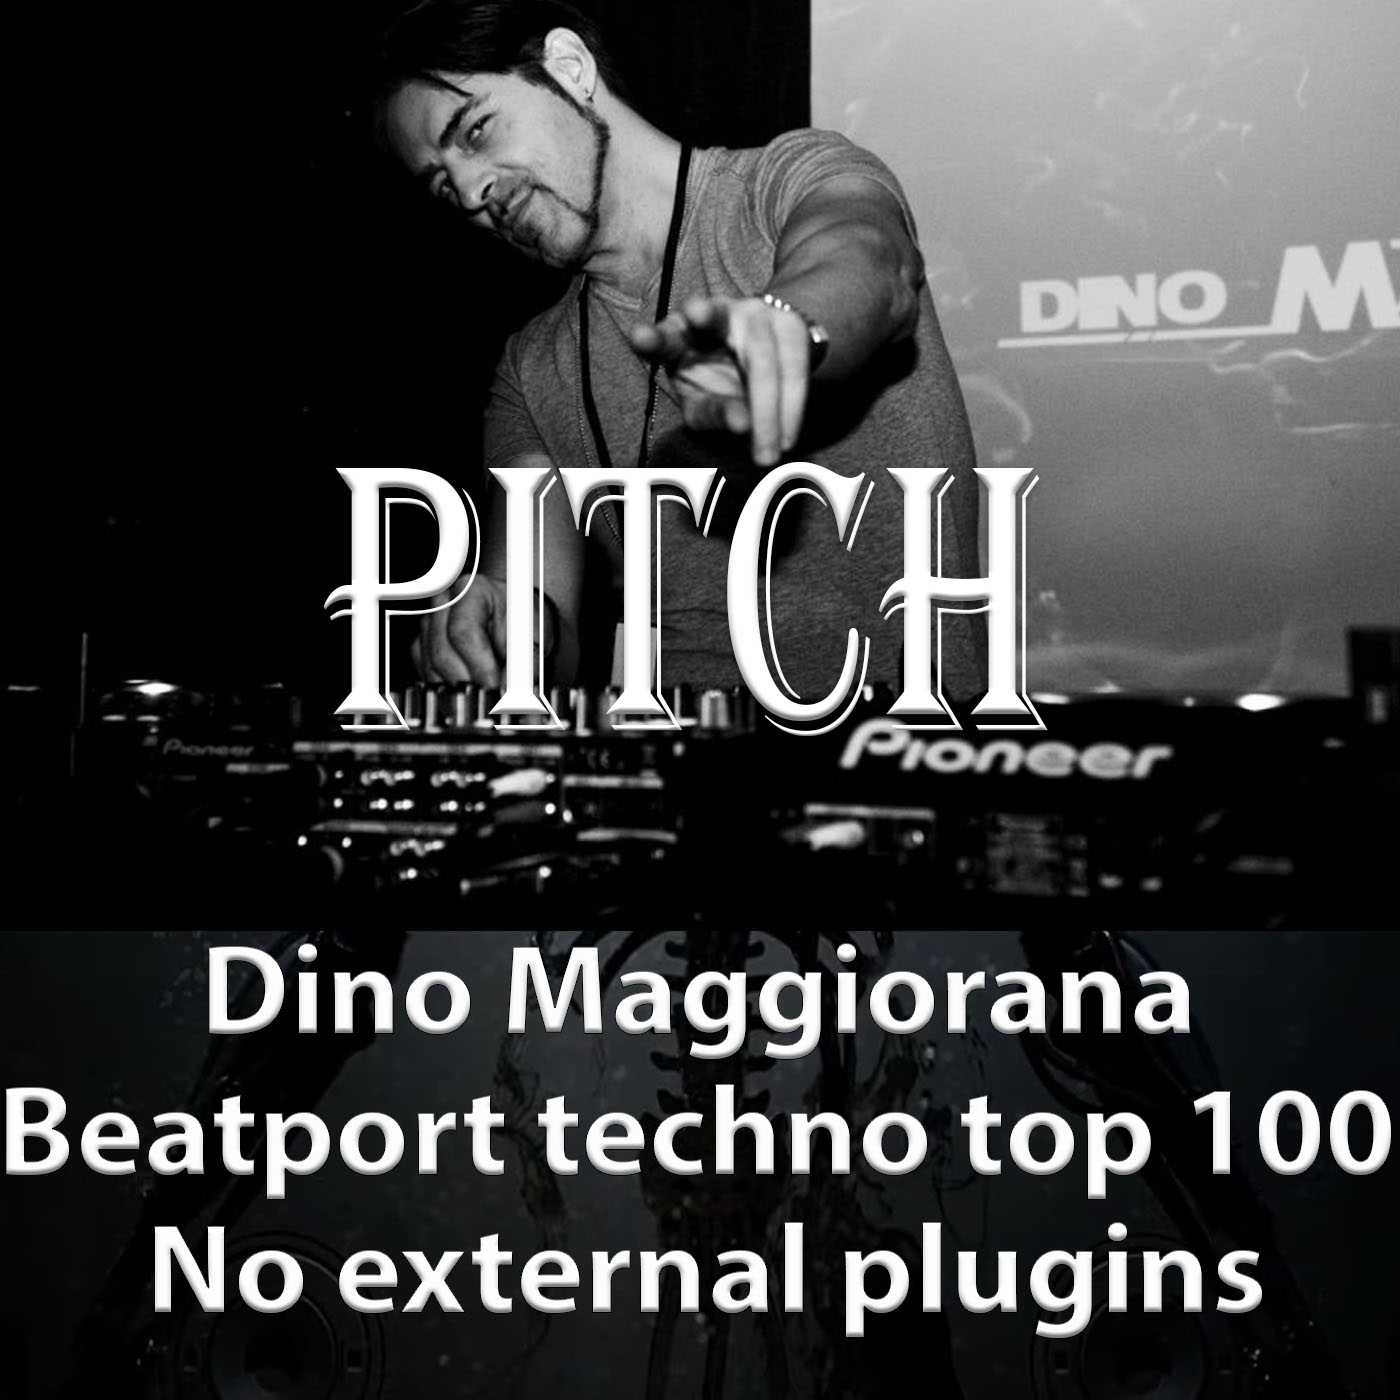 DINO M
PITCH
Pioneer
Pioneer
Dino Maggiorana
Beatport techno top 100
No external plugins